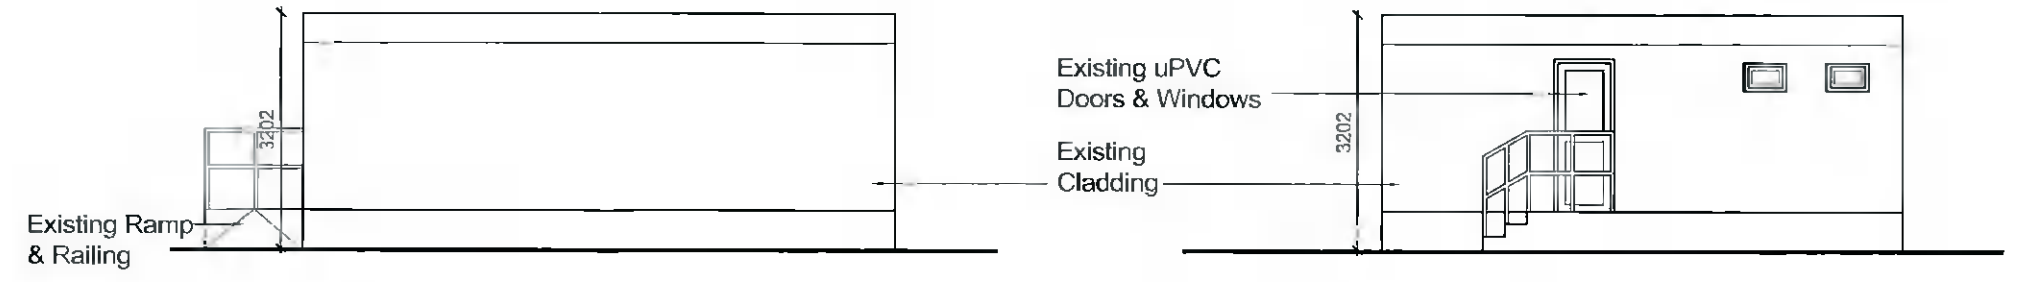 Existing uPVC
Doors & Windows
3202
3202
Existing
Cladding
Existing Ramp
& Railing